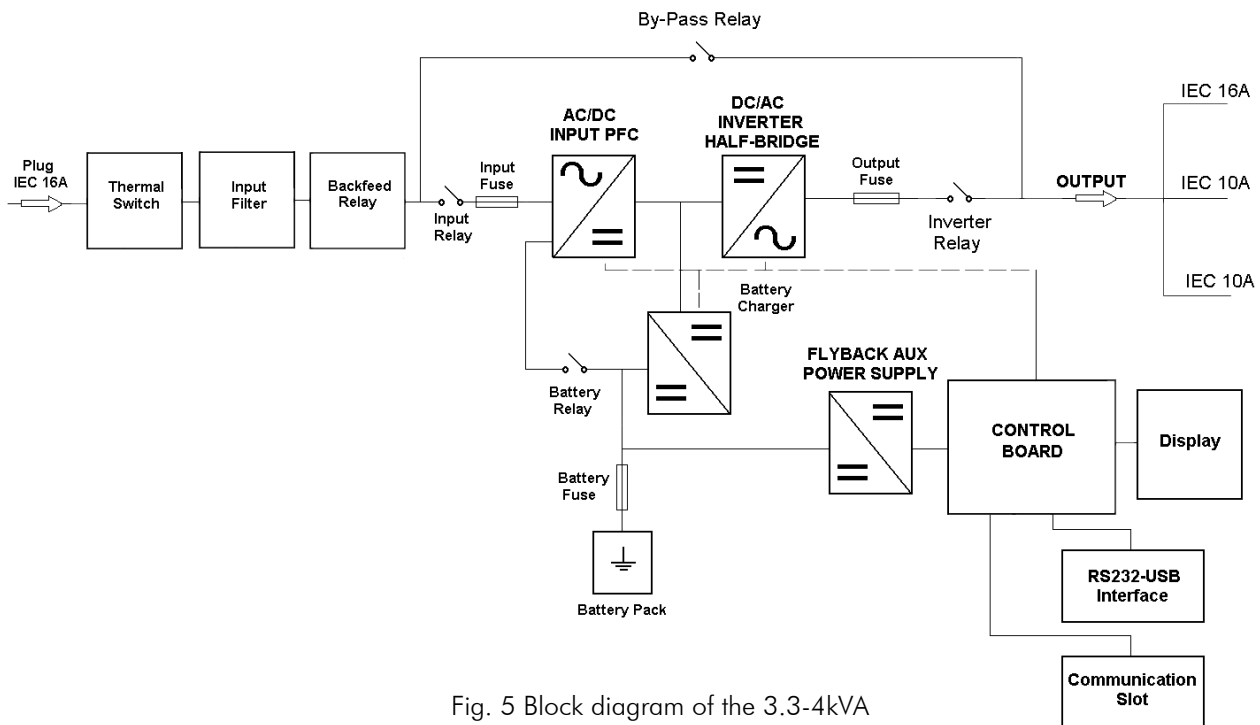 By-Pass Relay
IEC 16A
AC/DC
INPUT PFC
DC/AC
INVERTER
HALF-BRIDGE
Plug
IEC 16A
Thermal
Switch
Input
Filter
Backfeed
Relay
Input
Fuse
Input
Relay
Output
Fuse
Inverter
Relay
OUTPUT
IEC 10A
IEC 10A
Battery
Charger
Battery
Relay
FLYBACK AUX
POWER SUPPLY
CONTROL
BOARD
Display
Battery
Fuse
Battery Pack
RS232-USB
Interface
Communication
Slot
Fig. 5 Block diagram of the 3.3-4kVA